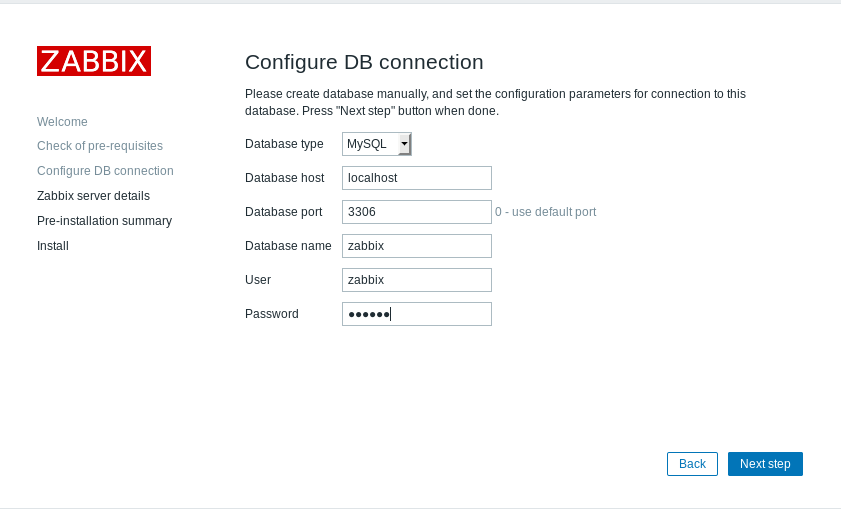 ZABBIX
Welcome
Check of pre-requisites
Configure DB connection
Zabbix server details
Pre-installation summary
Install
Configure DB connection
Please create database manually, and set the configuration parameters for connection to this
database. Press "Next step" button when done.
Database type MySQL
Database host localhost
Database port 3306 0 - use default port
Database name zabbix
User zabbix
Password ●●●●●●
Back Next step